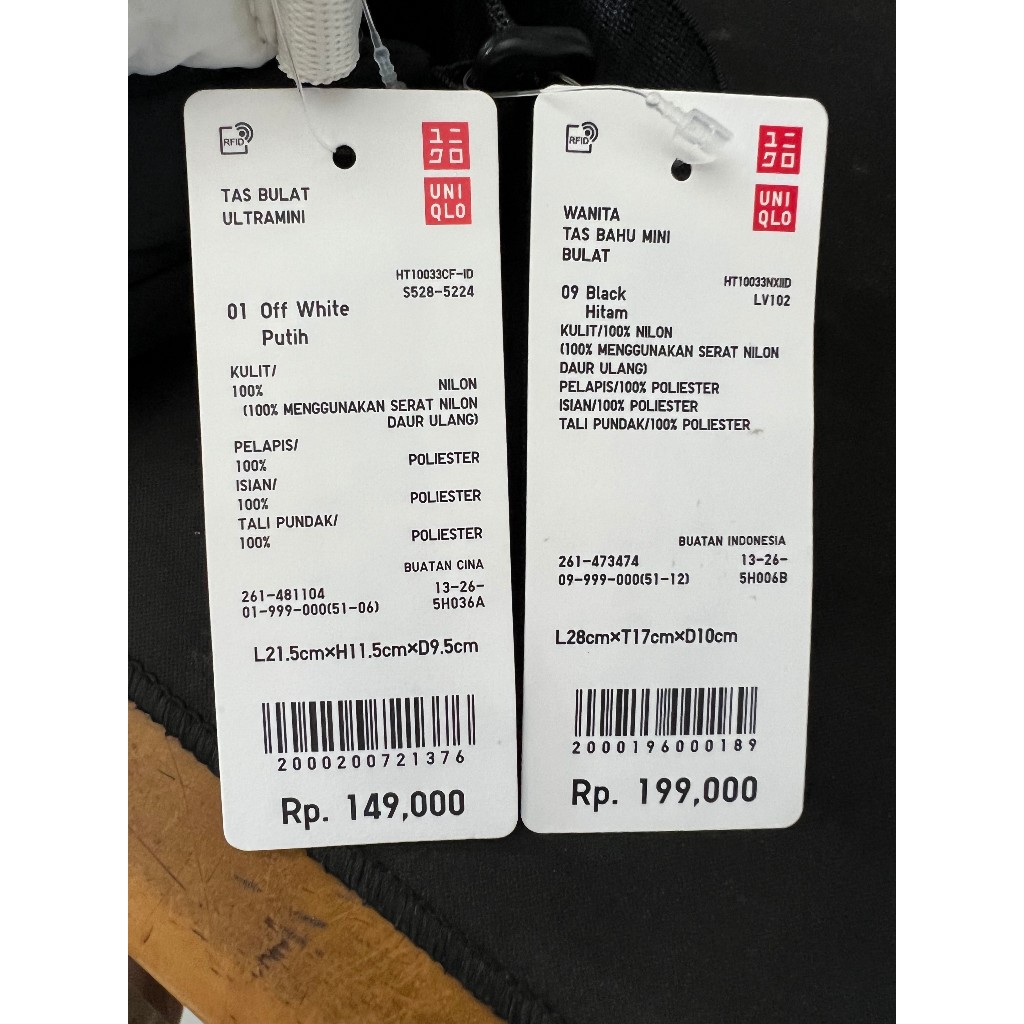 RFID
ユニ
クロ
TAS BULAT
ULTRAMINI
UNI
QLO
HT10033CF-ID
S528-5224
01 Off White
Putih
KULIT/
100% NILON
(100% MENGGUNAKAN SERAT NILON
DAUR ULANG)
PELAPIS/
100% POLIESTER
ISIAN/
100% POLIESTER
TALI PUNDAK/
100% POLIESTER
BUATAN CINA
261-481104 13-26-
01-999-000(51-06) 5H036A
L21.5cm×H11.5cm×D9.5cm
2000200721376
Rp. 149,000
RFID
ユニ
クロ
UNI
QLO
WANITA
TAS BAHU MINI
BULAT
HT10033NXIID
LV102
09 Black
Hitam
KULIT/100% NILON
(100% MENGGUNAKAN SERAT NILON
DAUR ULANG)
PELAPIS/100% POLIESTER
ISIAN/100% POLIESTER
TALI PUNDAK/100% POLIESTER
BUATAN INDONESIA
261-473474 13-26-
09-999-000(51-12) 5H006B
L28cm×T17cm×D10cm
2000196000189
Rp. 199,000